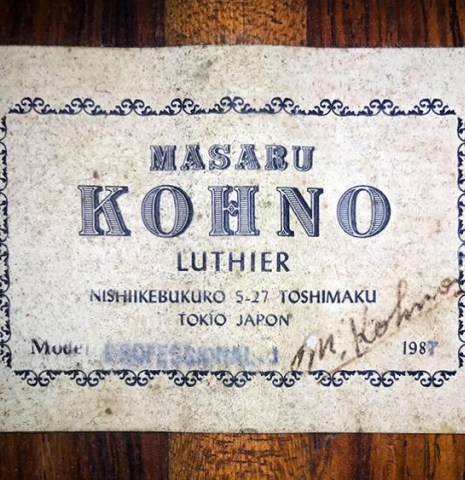 MASARU
KOHNO
LUTHIER
NISHIIKEBUKURO 5-27 TOSHIMAKU
TOKIO JAPON
Model PROFESSIONAL-J M. Kohno 1987